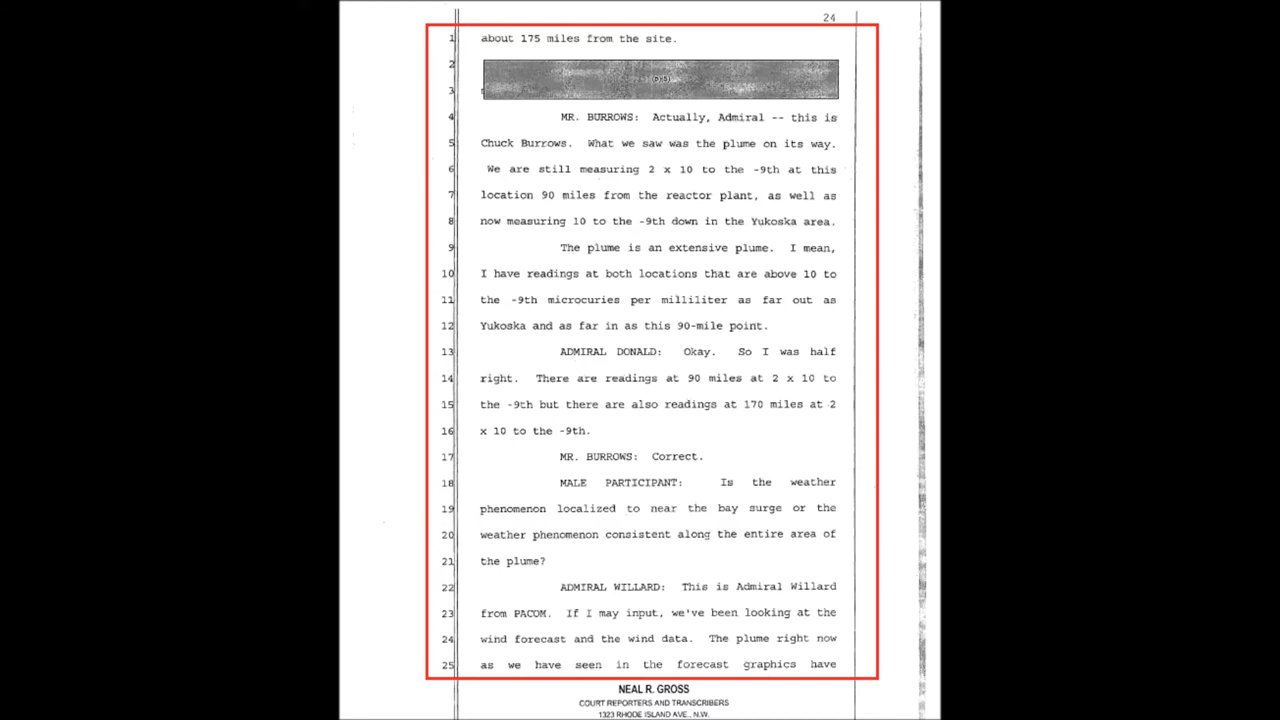 24
1 about 175 miles from the site.
2
(b)(5)
3
4 MR. BURROWS: Actually, Admiral -- this is
5 Chuck Burrows. What we saw was the plume on its way.
6 We are still measuring 2 x 10 to the -9th at this
7 location 90 miles from the reactor plant, as well as
8 now measuring 10 to the -9th down in the Yukoska area.
9 The plume is an extensive plume. I mean,
10 I have readings at both locations that are above 10 to
11 the -9th microcuries per milliliter as far out as
12 Yukoska and as far in as this 90-mile point.
13 ADMIRAL DONALD: Okay. So I was half
14 right. There are readings at 90 miles at 2 x 10 to
15 the -9th but there are also readings at 170 miles at 2
16 x 10 to the -9th.
17 MR. BURROWS: Correct.
18 MALE PARTICIPANT: Is the weather
19 phenomenon localized to near the bay surge or the
20 weather phenomenon consistent along the entire area of
21 the plume?
22 ADMIRAL WILLARD: This is Admiral Willard
23 from PACOM. If I may input, we've been looking at the
24 wind forecast and the wind data. The plume right now
25 as we have seen in the forecast graphics have
NEAL R. GROSS
COURT REPORTERS AND TRANSCRIBERS
1323 RHODE ISLAND AVE., N.W.